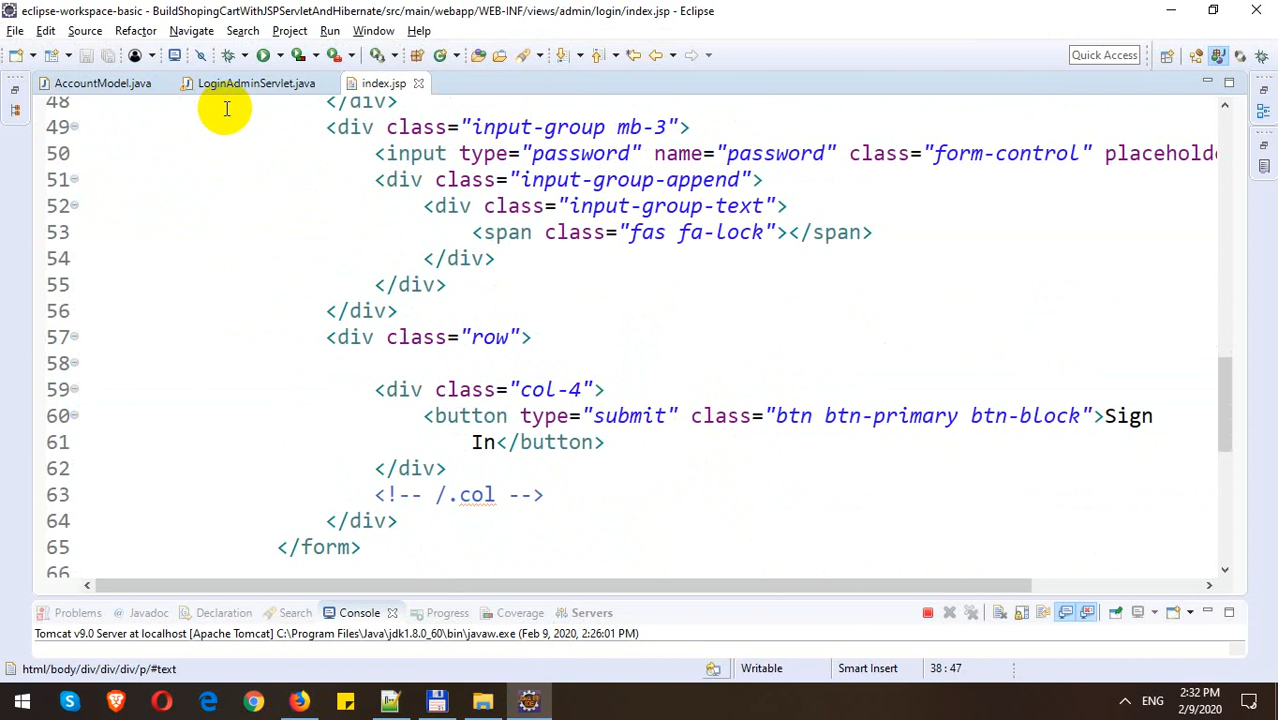 eclipse-workspace-basic - BuildShopingCartWithJSPServletAndHibernate/src/main/webapp/WEB-INF/views/admin/login/index.jsp - Eclipse
File Edit Source Refactor Navigate Search Project Run Window Help
Quick Access
AccountModel.java LoginAdminServlet.java index.jsp
48 </div>
49 <div class="input-group mb-3">
50 <input type="password" name="password" class="form-control" placeholde
51 <div class="input-group-append">
52 <div class="input-group-text">
53 <span class="fas fa-lock"></span>
54 </div>
55 </div>
56 </div>
57 <div class="row">
58
59 <div class="col-4">
60 <button type="submit" class="btn btn-primary btn-block">Sign
61 In</button>
62 </div>
63 <!-- /.col -->
64 </div>
65 </form>
66
Problems Javadoc Declaration Search Console Progress Coverage Servers
Tomcat v9.0 Server at localhost [Apache Tomcat] C:\Program Files\Java\jdk1.8.0_60\bin\javaw.exe (Feb 9, 2020, 2:26:01 PM)
html/body/div/div/div/p/#text Writable Smart Insert 38 : 47
ENG 2:32 PM
2/9/2020